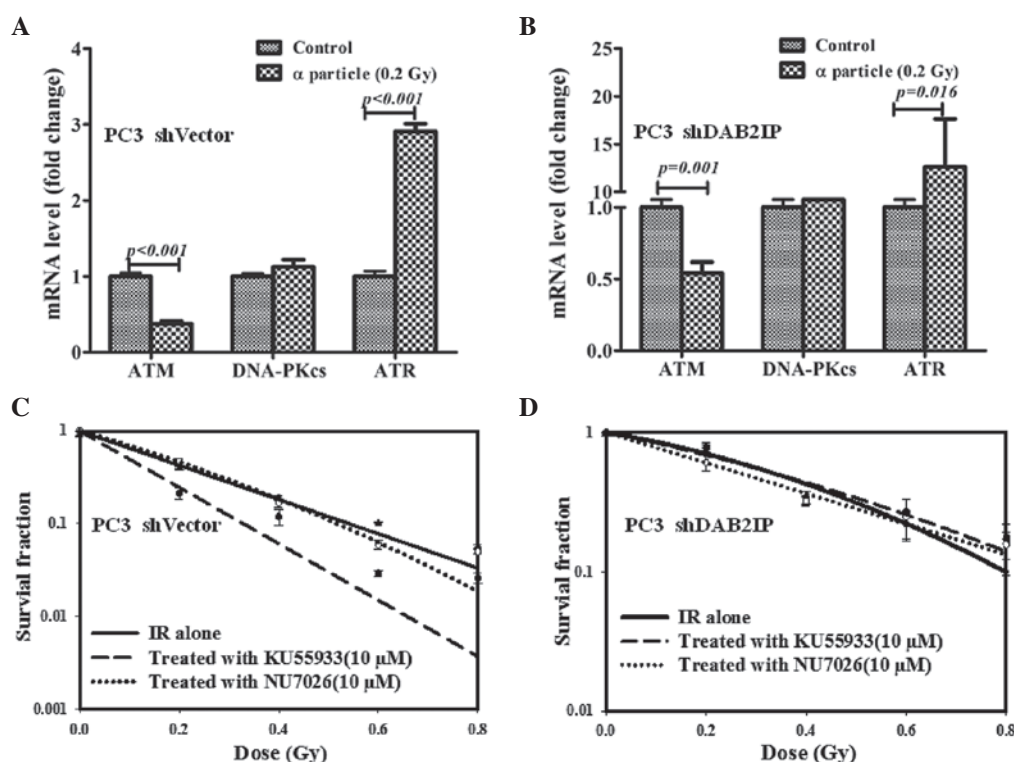 A
mRNA level (fold change)
4
3
2
1
0
Control
α particle (0.2 Gy)
p<0.001
PC3 shVector
p<0.001
ATM DNA-PKcs ATR
B
mRNA level (fold change)
25
20
15
10
1.0
0.5
0.0
Control
α particle (0.2 Gy)
p=0.016
PC3 shDAB2IP
p=0.001
ATM DNA-PKcs ATR
C
Survial fraction
1
0.1
0.01
0.001
PC3 shVector
IR alone
Treated with KU55933(10 μM)
Treated with NU7026(10 μM)
0.0 0.2 0.4 0.6 0.8
Dose (Gy)
D
Survial fraction
1
0.1
0.01
PC3 shDAB2IP
IR alone
Treated with KU55933(10 μM)
Treated with NU7026(10 μM)
0.0 0.2 0.4 0.6 0.8
Dose (Gy)